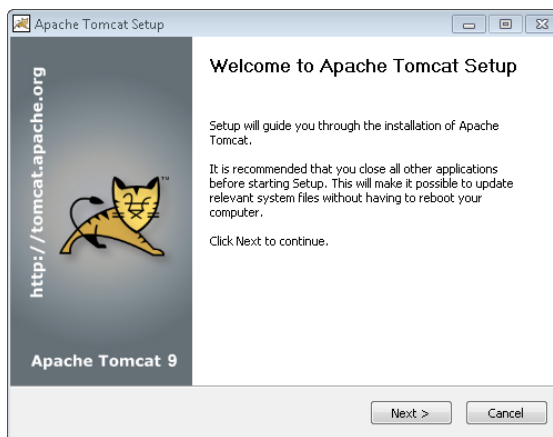 Apache Tomcat Setup
http://tomcat.apache.org
TM
Apache Tomcat 9
Welcome to Apache Tomcat Setup
Setup will guide you through the installation of Apache
Tomcat.
It is recommended that you close all other applications
before starting Setup. This will make it possible to update
relevant system files without having to reboot your
computer.
Click Next to continue.
Next >
Cancel